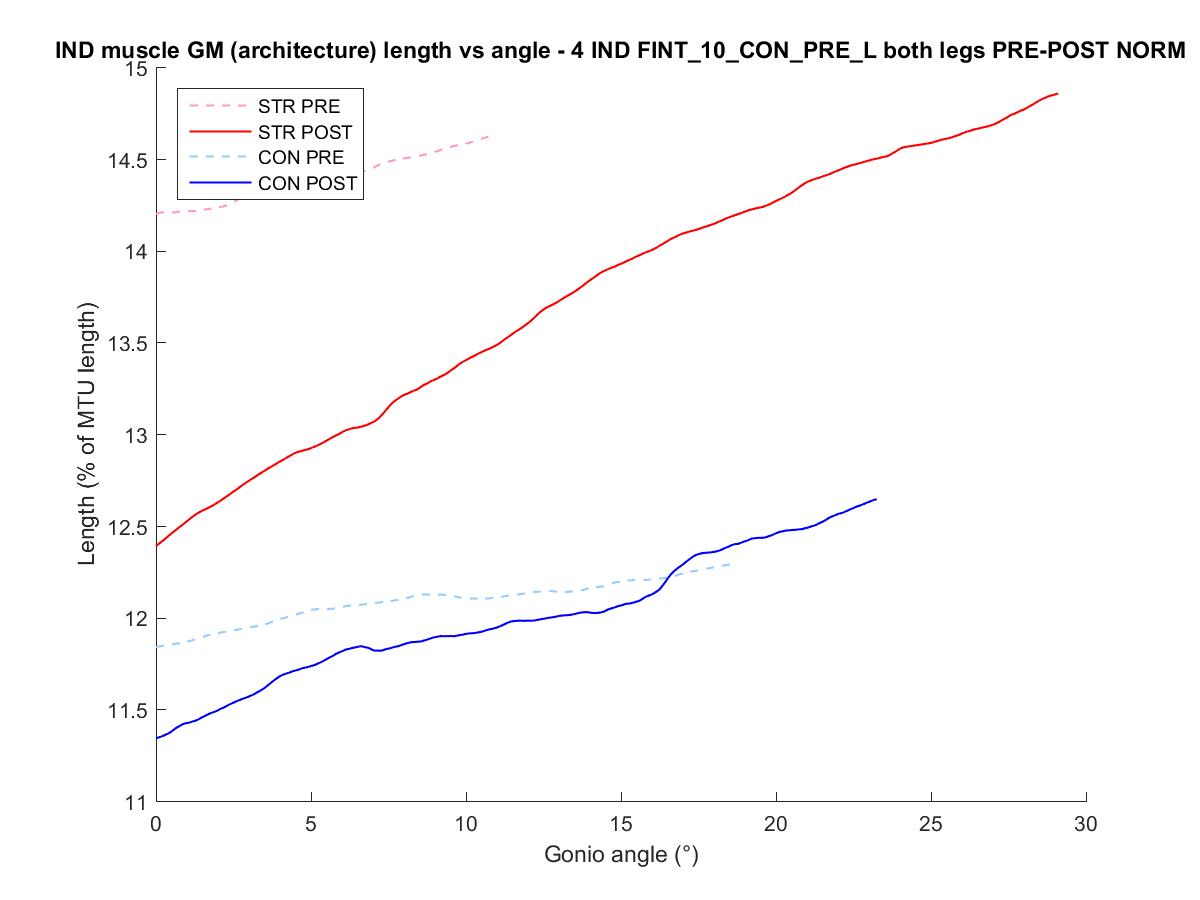 IND muscle GM (architecture) length vs angle - 4 IND FINT_10_CON_PRE_L both legs PRE-POST NORM
15
14.5
14
13.5
13
12.5
12
11.5
11
Length (% of MTU length)
STR PRE
STR POST
CON PRE
CON POST
0 5 10 15 20 25 30
Gonio angle (°)